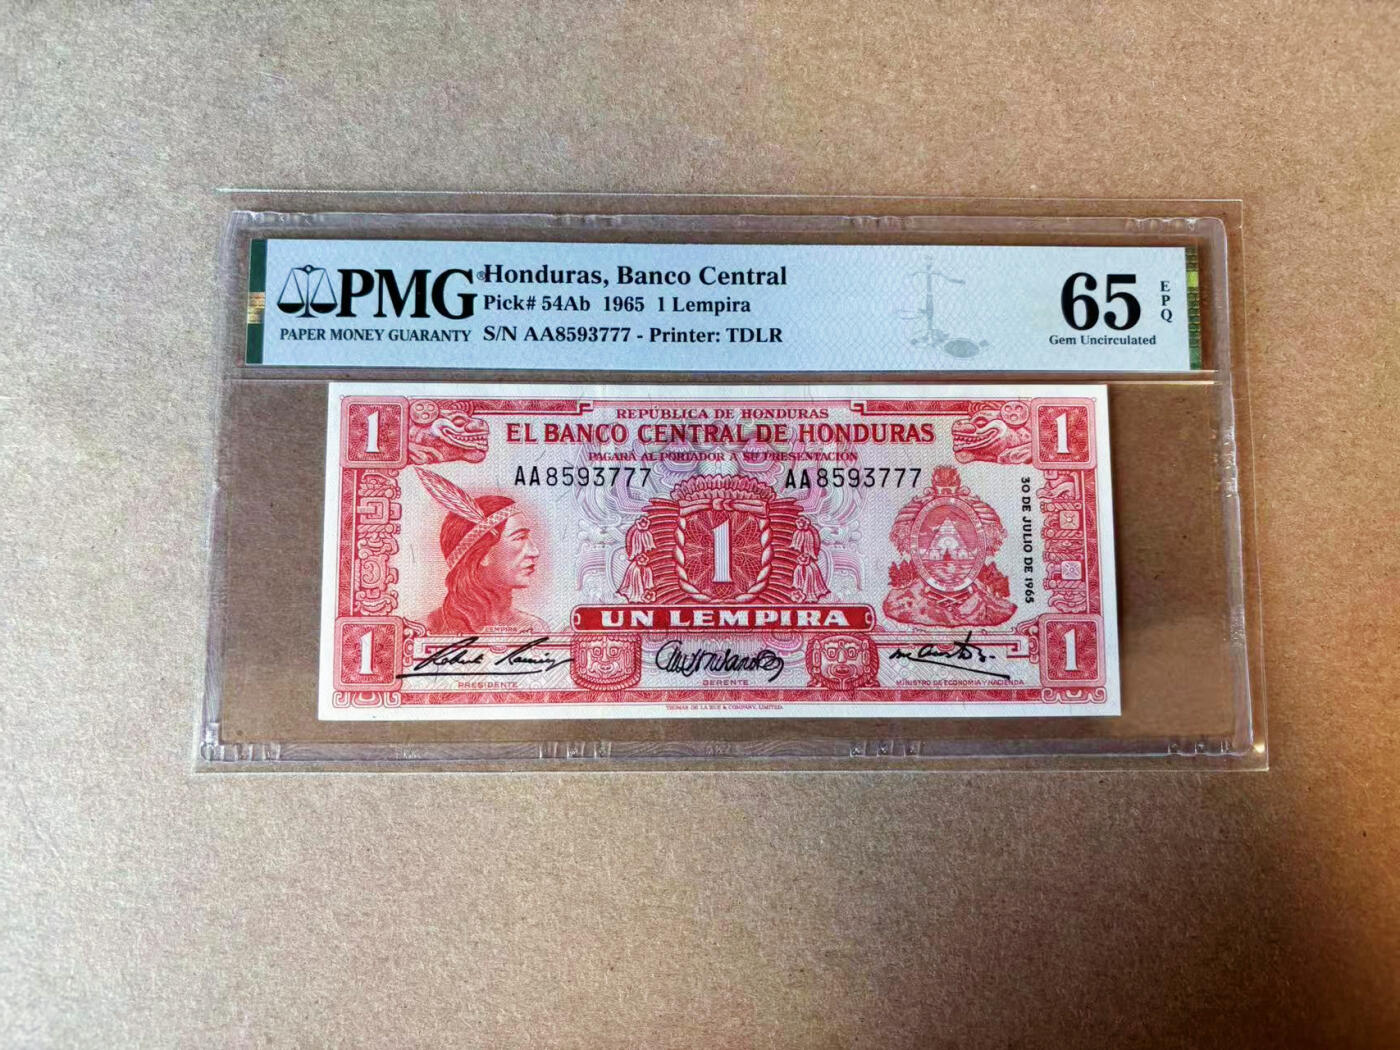 PMG®
PAPER MONEY GUARANTY
Honduras, Banco Central
Pick# 54Ab 1965 1 Lempira
S/N AA8593777 - Printer: TDLR
65
EPQ
Gem Uncirculated
1
REPÚBLICA DE HONDURAS
1
EL BANCO CENTRAL DE HONDURAS
PAGARÁ AL PORTADOR A SU PRESENTACIÓN
AA8593777
AA8593777
30 DE JULIO DE 1965
1
LEMPIRA
UN LEMPIRA
1
1
PRESIDENTE
GERENTE
MINISTRO DE ECONOMIA Y HACIENDA
THOMAS DE LA RUE & COMPANY, LIMITED